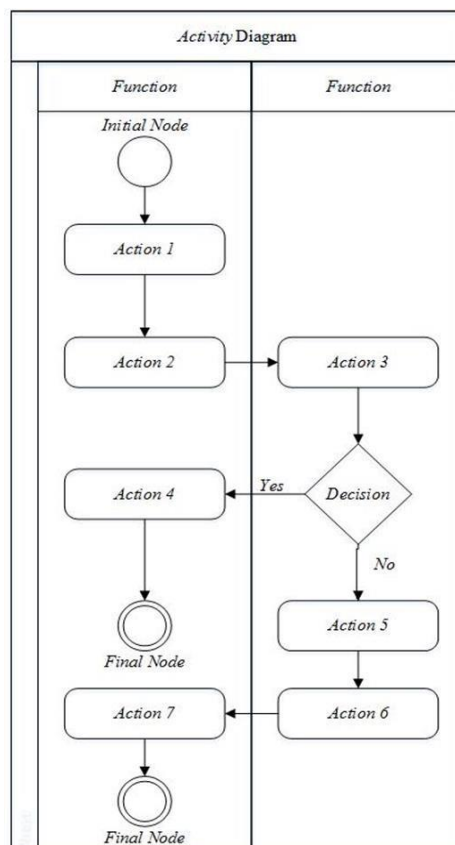 Activity Diagram
Function
Function
Initial Node
Action 1
Action 2
Action 3
Action 4
Yes
Decision
No
Action 5
Final Node
Action 7
Action 6
Final Node